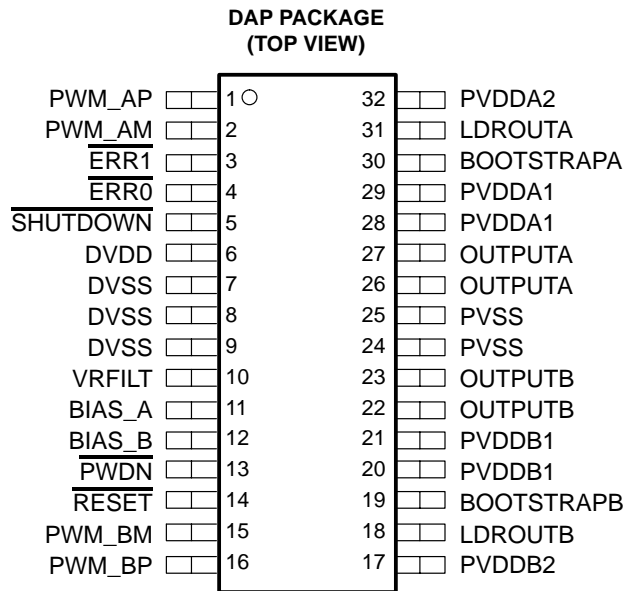 DAP PACKAGE
(TOP VIEW)
PWM_AP 1 32 PVDDA2
PWM_AM 2 31 LDROUTA
ERR1 3 30 BOOTSTRAPA
ERR0 4 29 PVDDA1
SHUTDOWN 5 28 PVDDA1
DVDD 6 27 OUTPUTA
DVSS 7 26 OUTPUTA
DVSS 8 25 PVSS
DVSS 9 24 PVSS
VRFILT 10 23 OUTPUTB
BIAS_A 11 22 OUTPUTB
BIAS_B 12 21 PVDDB1
PWDN 13 20 PVDDB1
RESET 14 19 BOOTSTRAPB
PWM_BM 15 18 LDROUTB
PWM_BP 16 17 PVDDB2